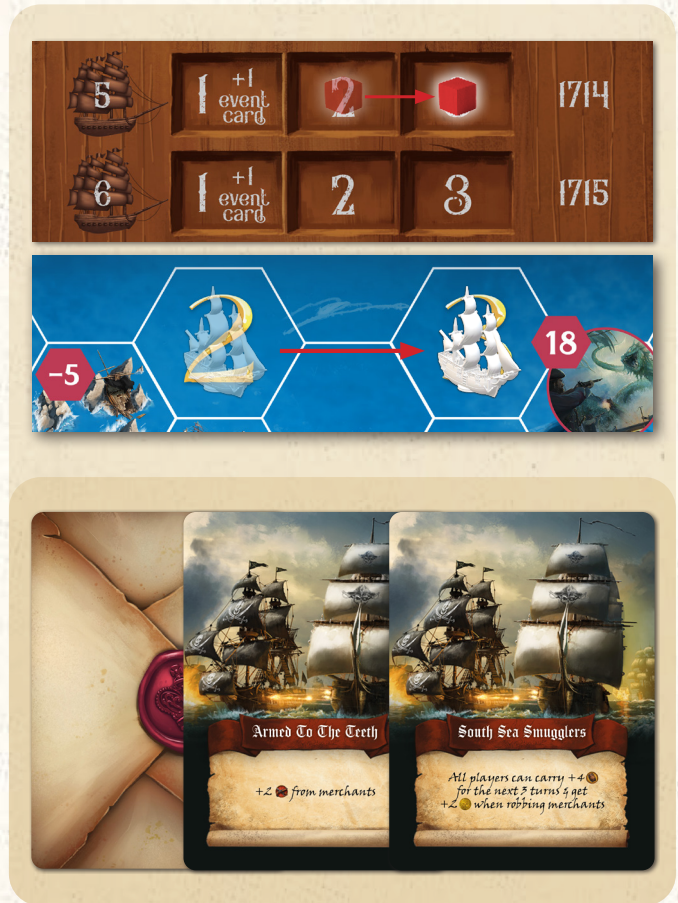 5
1 +1
event
card
2
1714
6
1 +1
event
card
2
3
1715
2
3
-5
18
Armed To The Teeth
+2 from merchants
South Sea Smugglers
All players can carry +4
for the next 3 turns & get
+2 when robbing merchants